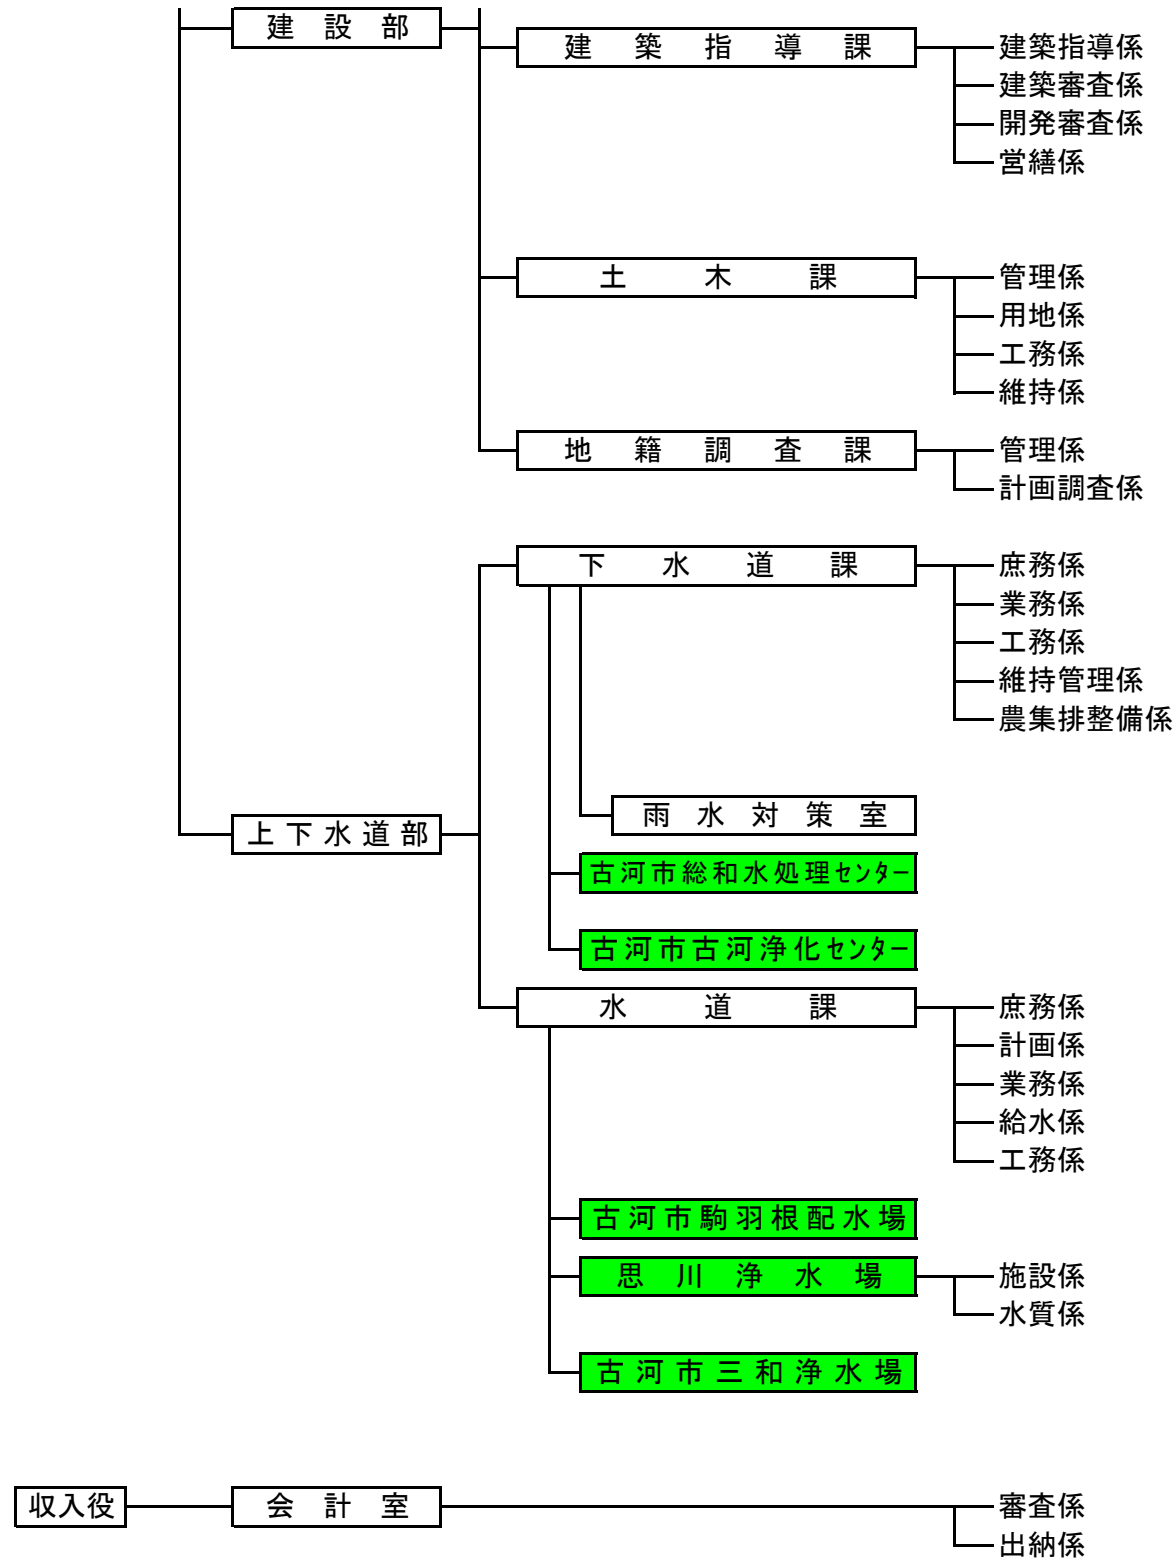 建設部
建築指導課
建築指導係
建築審査係
開発審査係
営繕係
土木課
管理係
用地係
工務係
維持係
地籍調査課
管理係
計画調査係
下水道課
庶務係
業務係
工務係
維持管理係
農集排整備係
雨水対策室
上下水道部
古河市総和水処理ｾﾝﾀｰ
古河市古河浄化ｾﾝﾀｰ
水道課
庶務係
計画係
業務係
給水係
工務係
古河市駒羽根配水場
思川浄水場
施設係
水質係
古河市三和浄水場
収入役
会計室
審査係
出納係